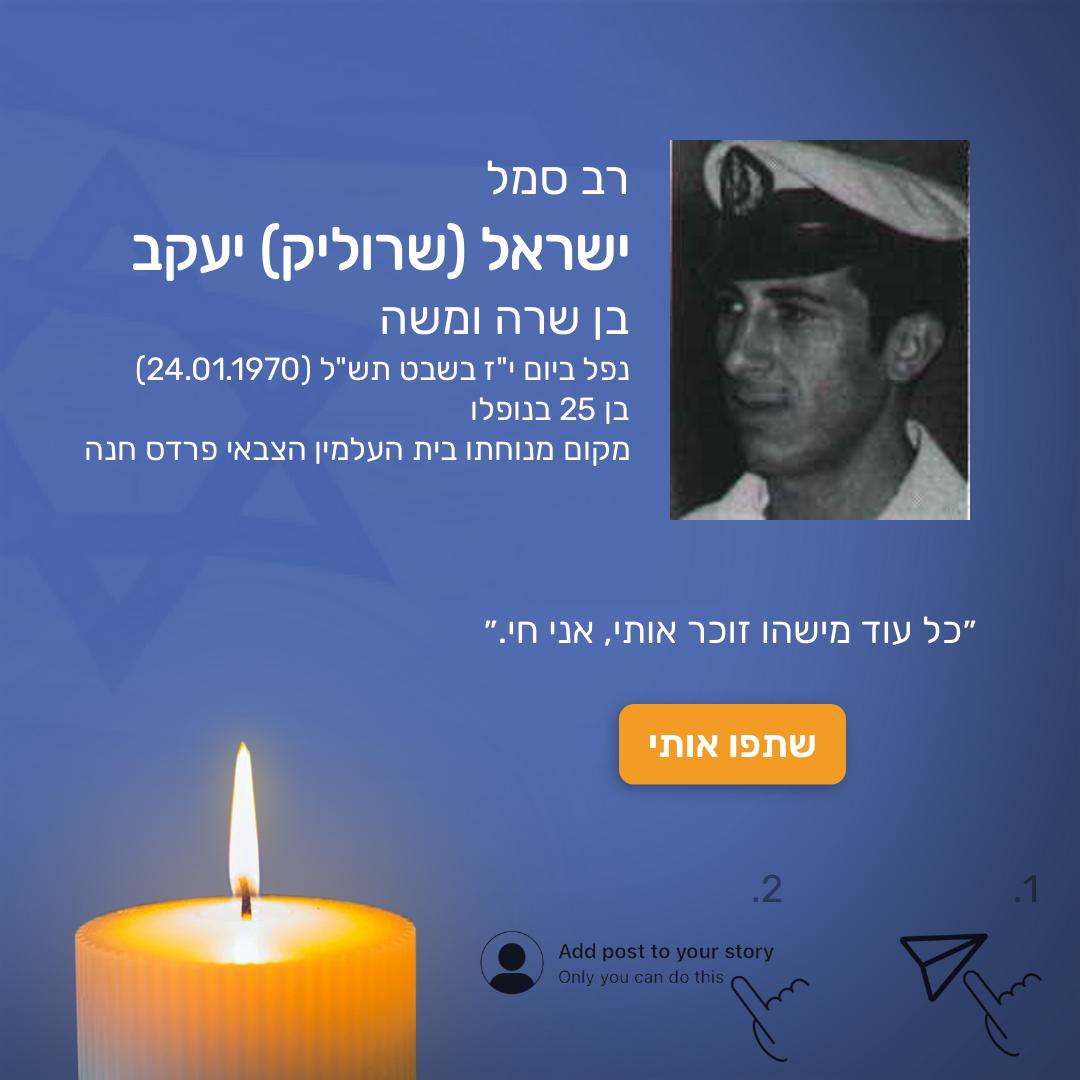 רב סמל
ישראל (שרוליק) יעקב
בן שרה ומשה
נפל ביום י"ז בשבט תש"ל (24.01.1970)
בן 25 בנופלו
מקום מנוחתו בית העלמין הצבאי פרדס חנה
״כל עוד מישהו זוכר אותי, אני חי.״
שתפו אותי
1.
2.
Add post to your story
Only you can do this